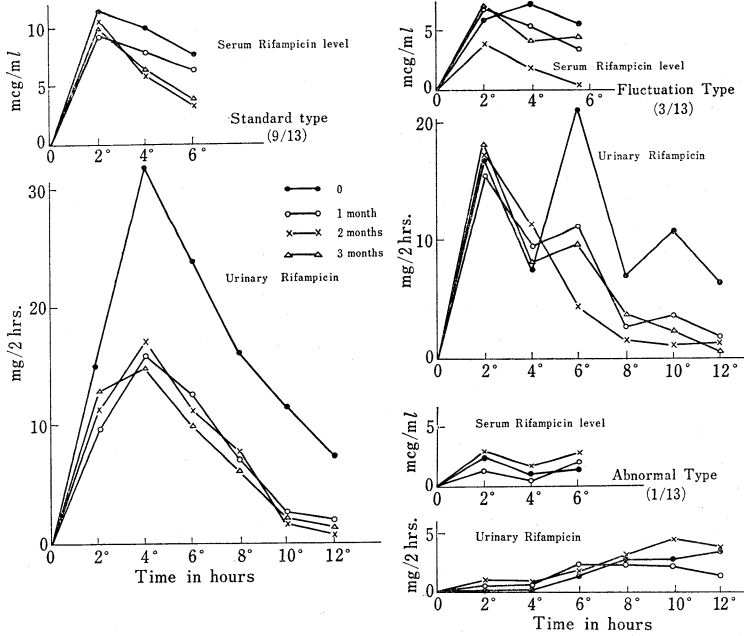 10
5
0
mcg/ml
Serum Rifampicin level
Standard type
(9/13)
0 2° 4° 6°
30
20
10
0
mg/2 hrs.
0
1 month
2 months
3 months
Urinary Rifampicin
0 2° 4° 6° 8° 10° 12°
Time in hours
5
0
mcg/ml
Serum Rifampicin level
0 2° 4° 6°
Fluctuation Type
(3/13)
20
10
0
mg/2 hrs.
Urinary Rifampicin
0 2° 4° 6° 8° 10° 12°
5
0
mcg/ml
Serum Rifampicin level
0 2° 4° 6°
Abnormal Type
(1/13)
5
0
mg/2 hrs.
Urinary Rifampicin
0 2° 4° 6° 8° 10° 12°
Time in hours